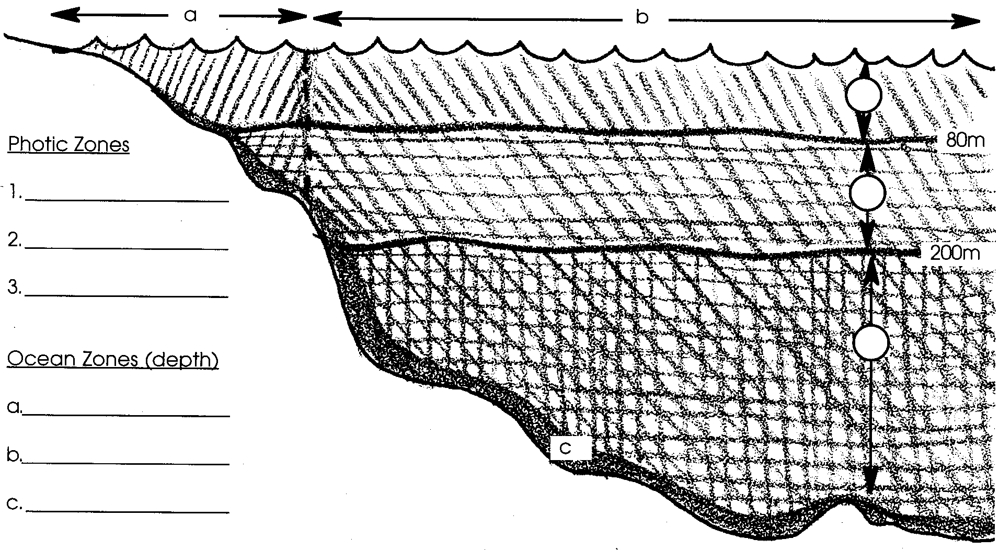 a
b
80m
Photic Zones
1.
2.
200m
3.
Ocean Zones (depth)
a.
c
b.
c.